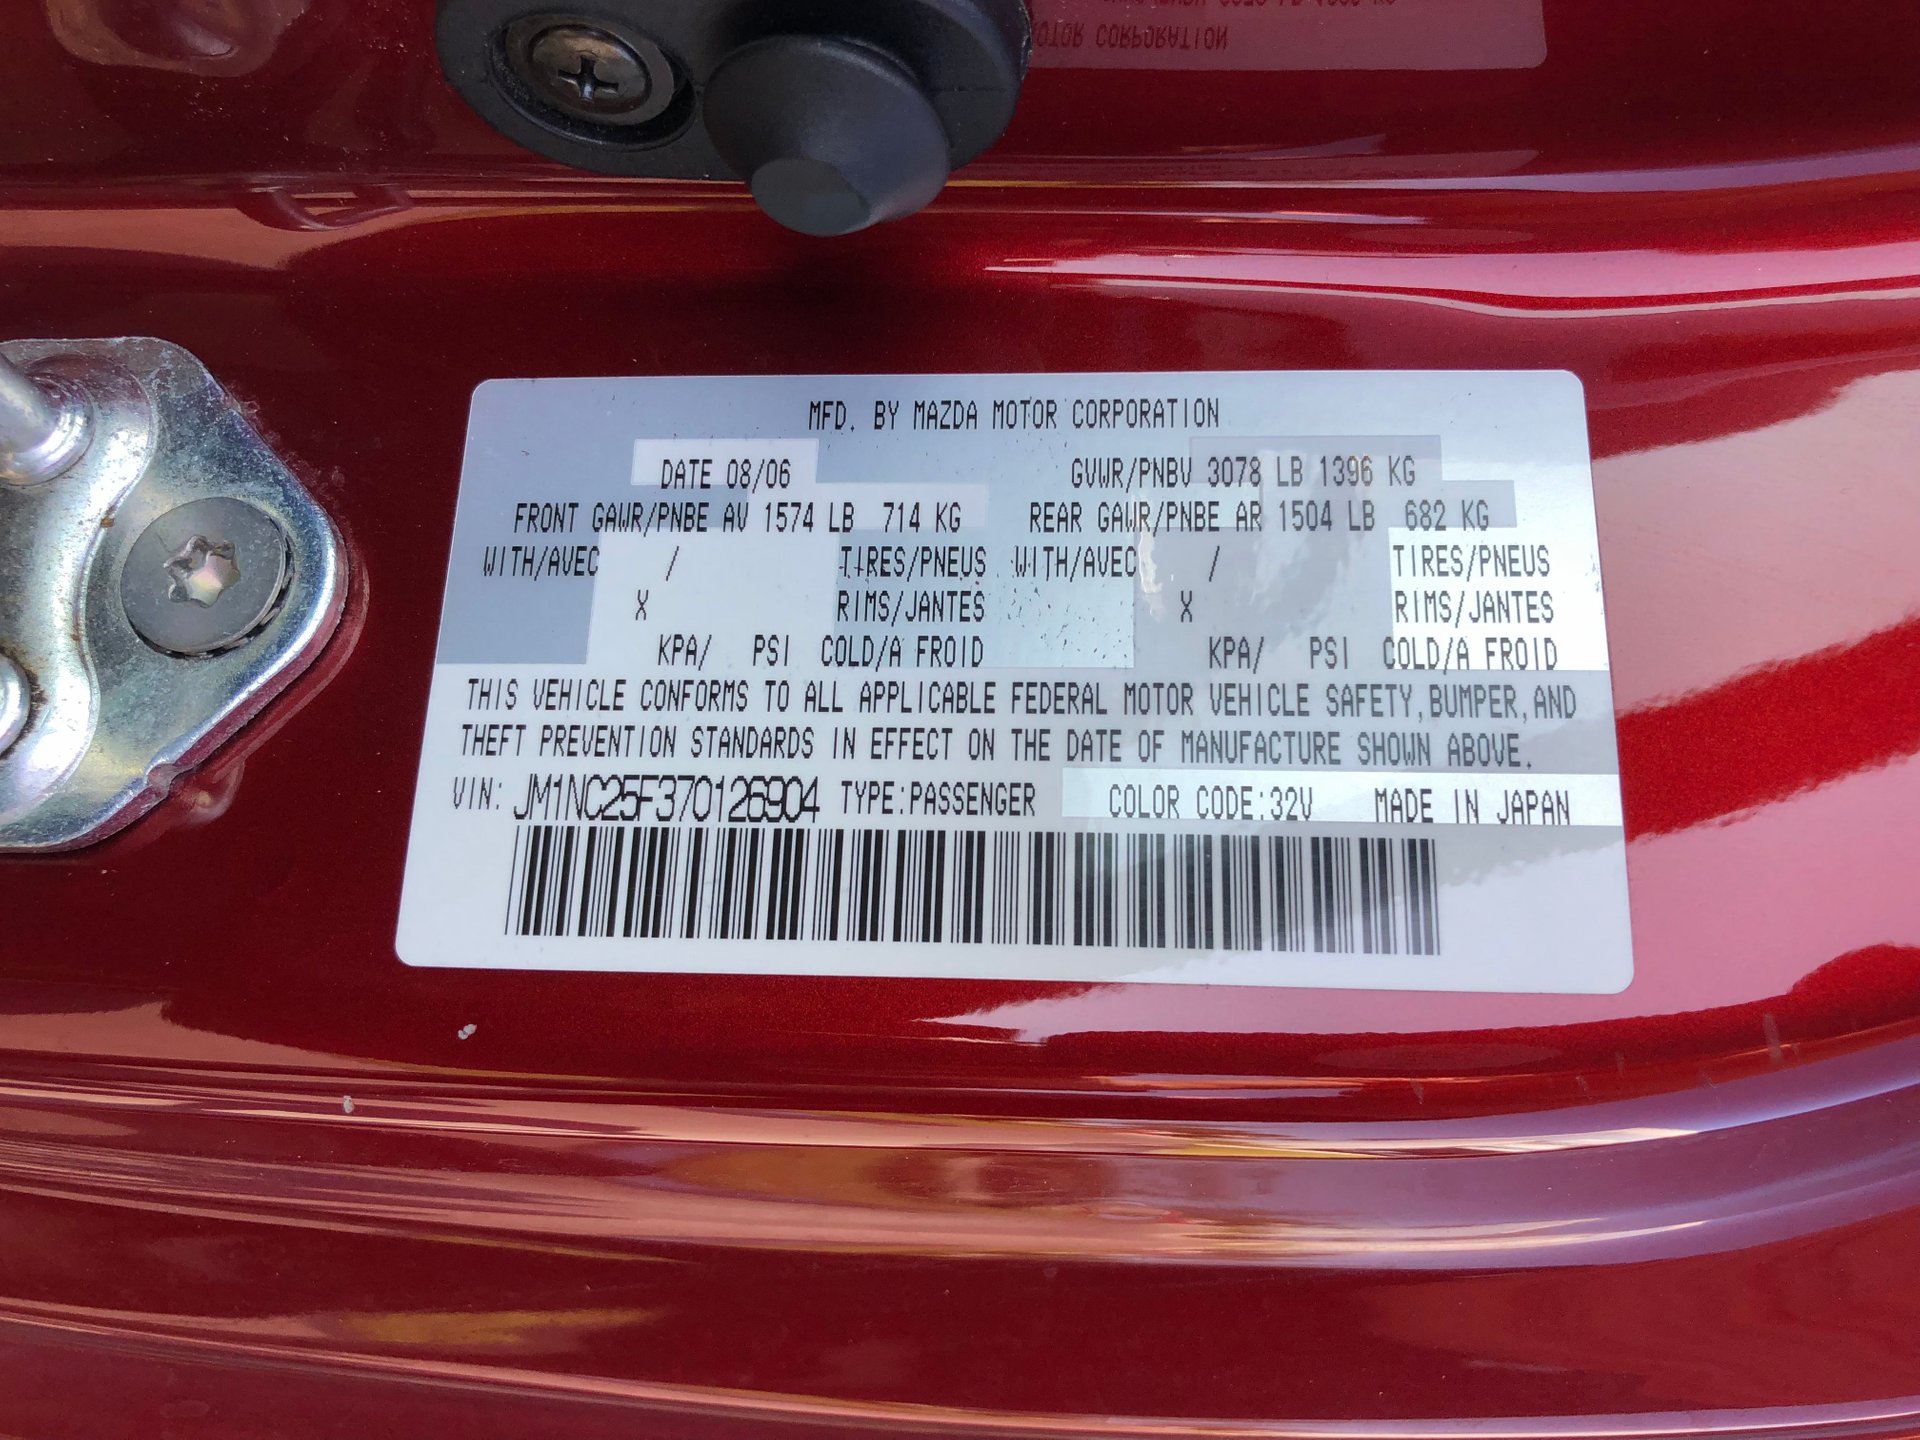 MOTOR CORPORATION
MFD. BY MAZDA MOTOR CORPORATION
DATE 08/06 GVWR/PNBV 3078 LB 1396 KG
FRONT GAWR/PNBE AV 1574 LB 714 KG REAR GAWR/PNBE AR 1504 LB 682 KG
WITH/AVEC / TIRES/PNEUS WITH/AVEC / TIRES/PNEUS
X RIMS/JANTES X RIMS/JANTES
KPA/ PSI COLD/A FROID KPA/ PSI COLD/A FROID
THIS VEHICLE CONFORMS TO ALL APPLICABLE FEDERAL MOTOR VEHICLE SAFETY,BUMPER,AND
THEFT PREVENTION STANDARDS IN EFFECT ON THE DATE OF MANUFACTURE SHOWN ABOVE.
VIN: JM1NC25F370126904 TYPE:PASSENGER COLOR CODE:32V MADE IN JAPAN